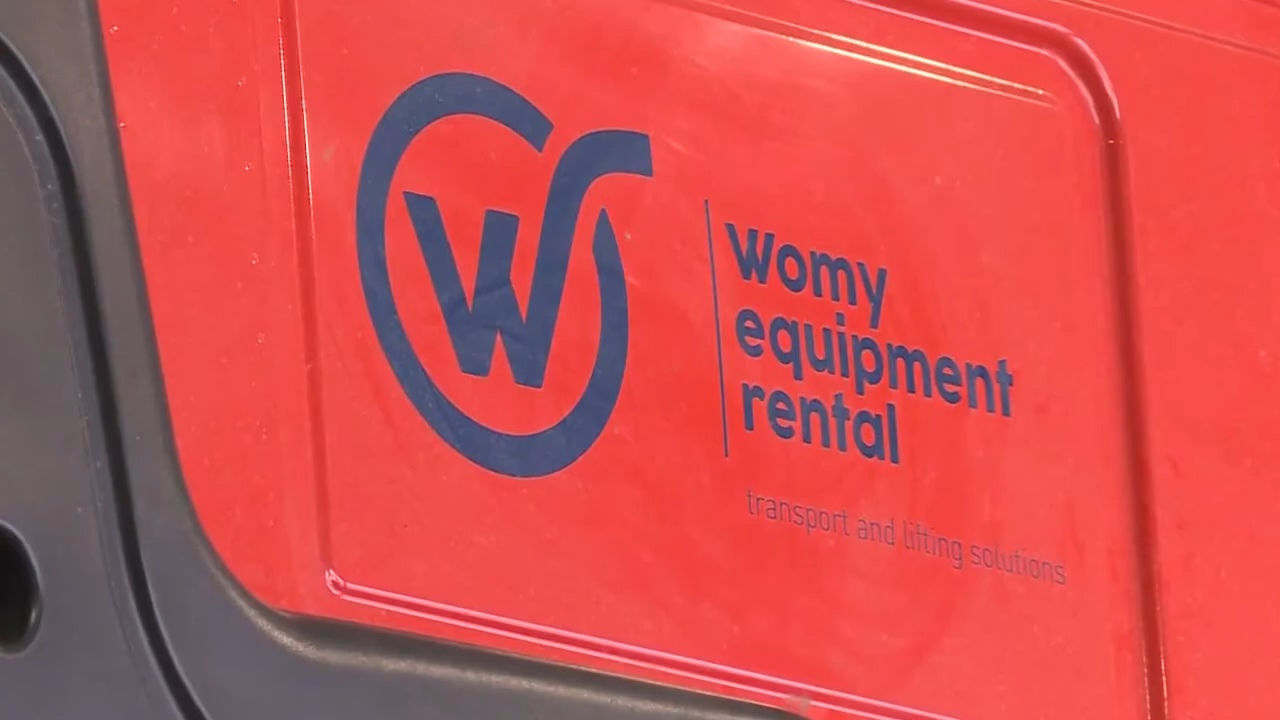 W
Womy
equipment
rental
transport and lifting solutions